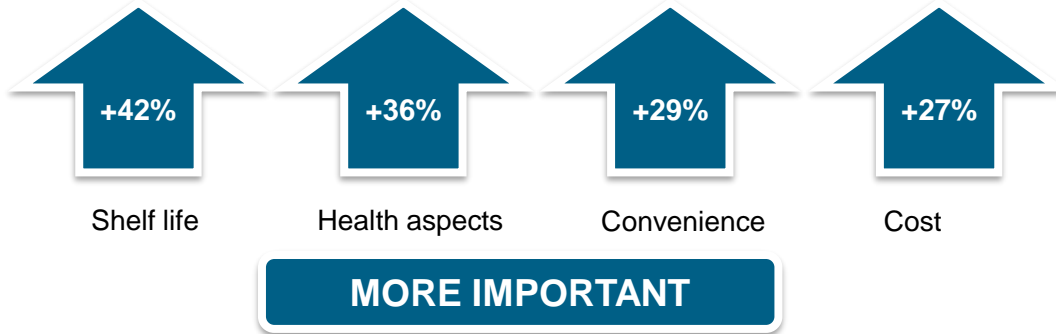 +42% +36% +29% +27%
Shelf life Health aspects Convenience Cost
MORE IMPORTANT